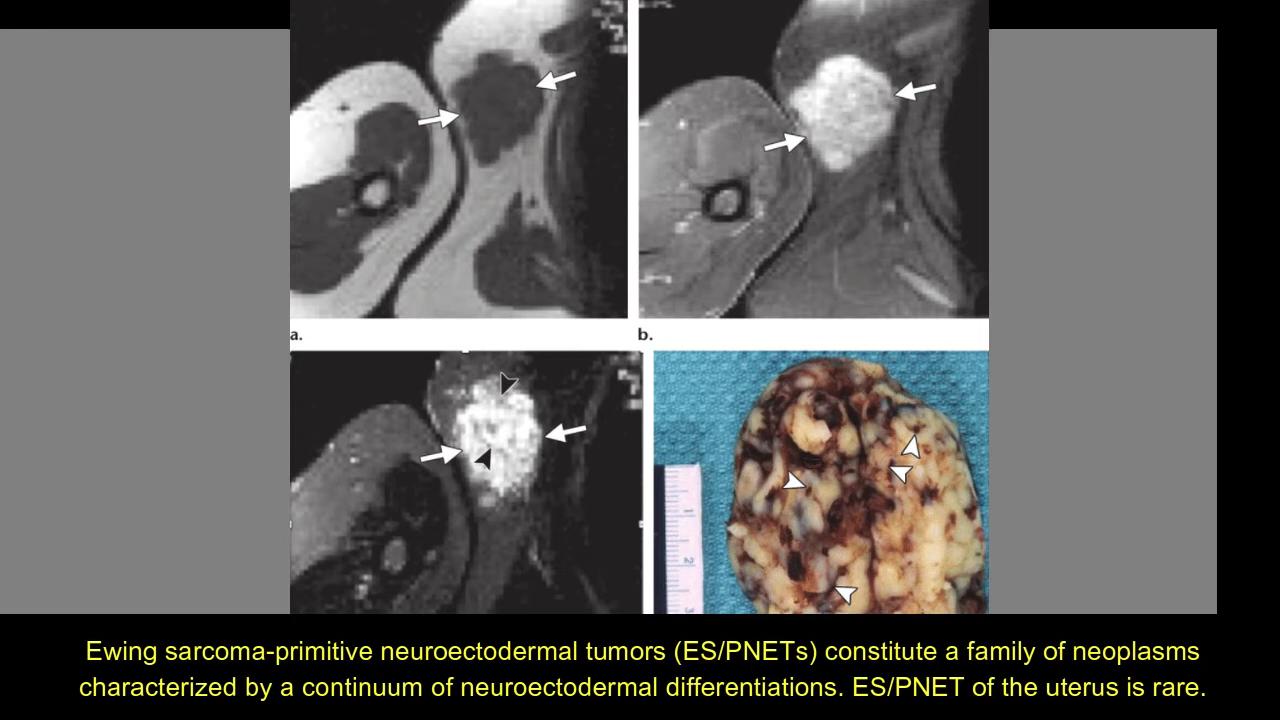 a.
b.
Ewing sarcoma-primitive neuroectodermal tumors (ES/PNETs) constitute a family of neoplasms
characterized by a continuum of neuroectodermal differentiations. ES/PNET of the uterus is rare.